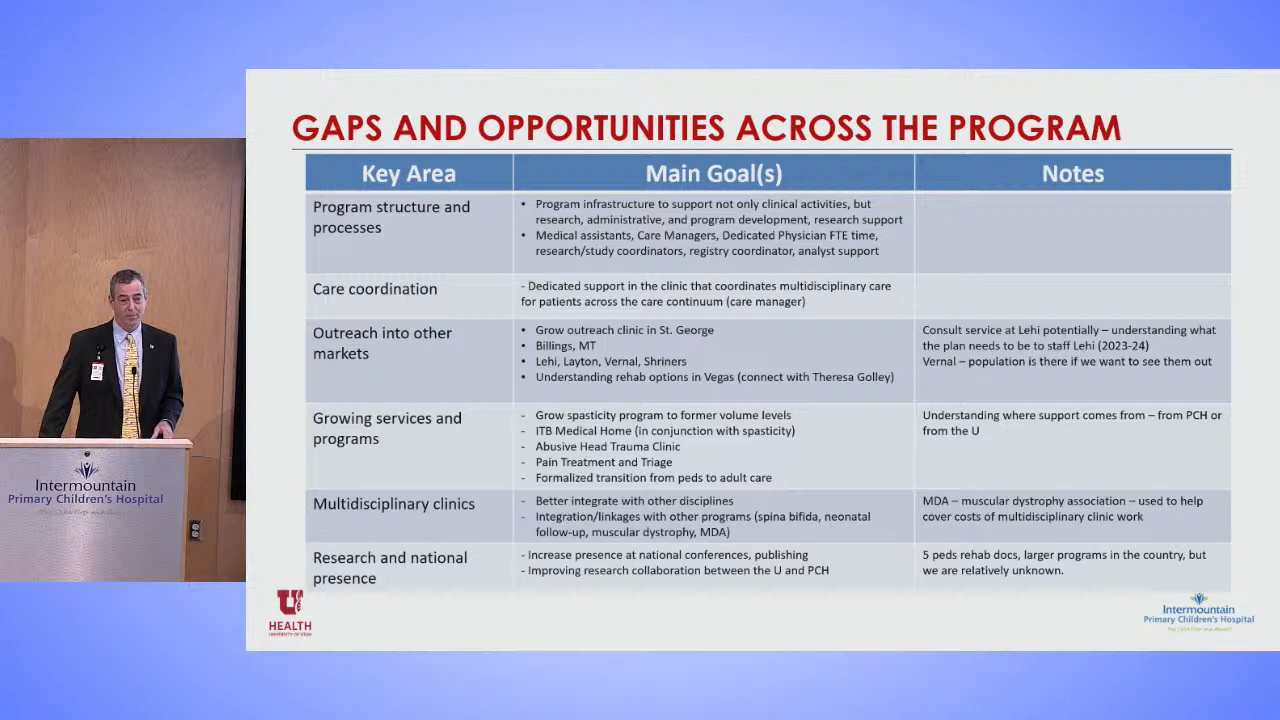 GAPS AND OPPORTUNITIES ACROSS THE PROGRAM
Key Area
Main Goal(s)
Notes
Program structure and
processes
• Program infrastructure to support not only clinical activities, but
research, administrative, and program development, research support
• Medical assistants, Care Managers, Dedicated Physician FTE time,
research/study coordinators, registry coordinator, analyst support
Care coordination
- Dedicated support in the clinic that coordinates multidisciplinary care
for patients across the care continuum (care manager)
Outreach into other
markets
• Grow outreach clinic in St. George
• Billings, MT
• Lehi, Layton, Vernal, Shriners
• Understanding rehab options in Vegas (connect with Theresa Golley)
Consult service at Lehi potentially – understanding what
the plan needs to be to staff Lehi (2023-24)
Vernal – population is there if we want to see them out
Growing services and
programs
- Grow spasticity program to former volume levels
- ITB Medical Home (in conjunction with spasticity)
- Abusive Head Trauma Clinic
- Pain Treatment and Triage
- Formalized transition from peds to adult care
Understanding where support comes from – from PCH or
from the U
Multidisciplinary clinics
- Better integrate with other disciplines
- Integration/linkages with other programs (spina bifida, neonatal
follow-up, muscular dystrophy, MDA)
MDA – muscular dystrophy association – used to help
cover costs of multidisciplinary clinic work
Research and national
presence
- Increase presence at national conferences, publishing
- Improving research collaboration between the U and PCH
5 peds rehab docs, larger programs in the country, but
we are relatively unknown.
HEALTH
UNIVERSITY OF UTAH
Intermountain
Primary Children's Hospital
The Child First and Always
Intermountain
Primary Children's Hospital